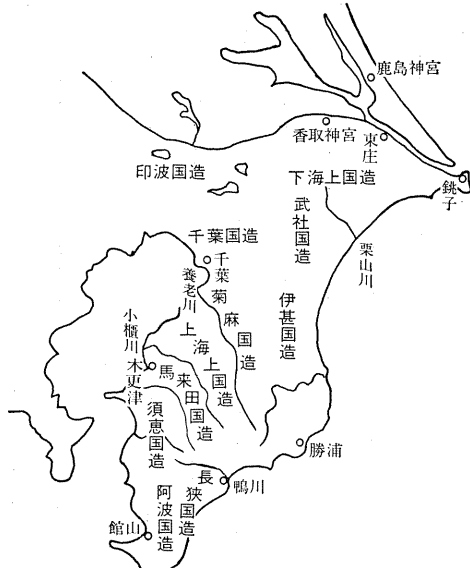 鹿島神宮
香取神宮
東庄
銚子
印波国造
下海上国造
武社国造
栗山川
千葉国造
千葉
養老川
菊麻国造
伊甚国造
上海上国造
小櫃川
木更津
馬来田国造
須恵国造
勝浦
長狭国造
鴨川
阿波国造
館山